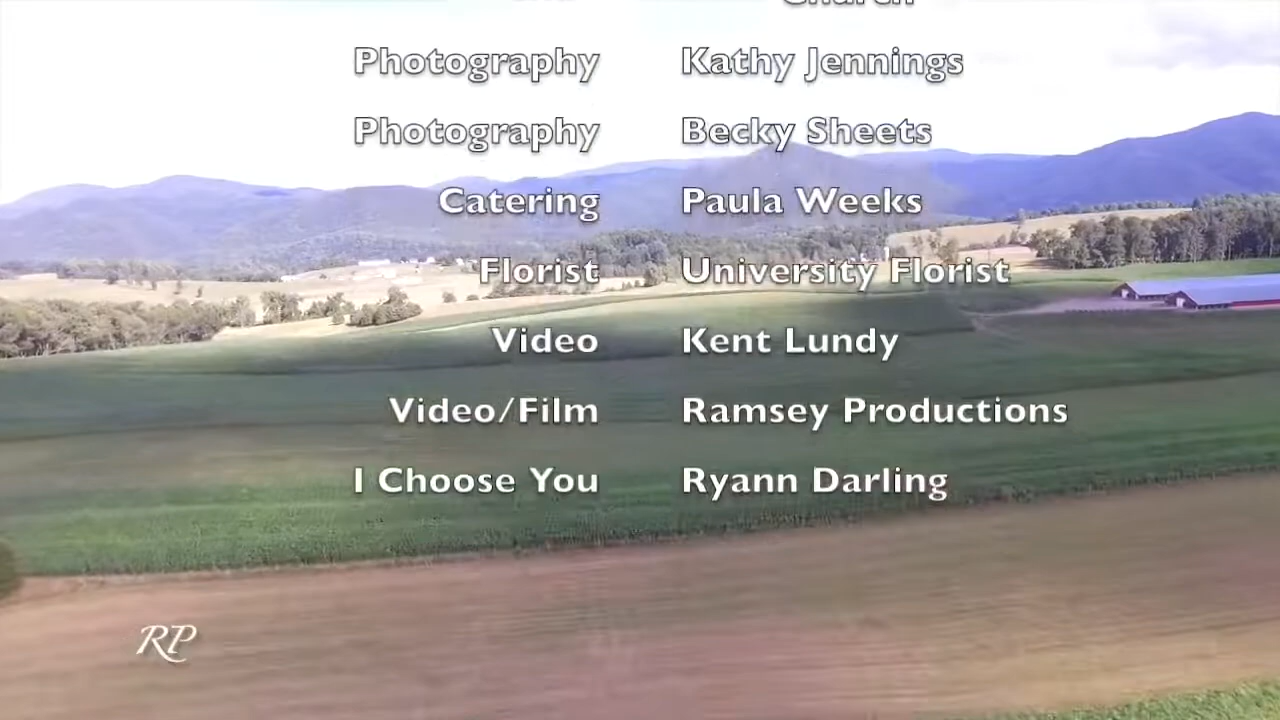 Church
Photography Kathy Jennings
Photography Becky Sheets
Catering Paula Weeks
Florist University Florist
Video Kent Lundy
Video/Film Ramsey Productions
I Choose You Ryann Darling
RP